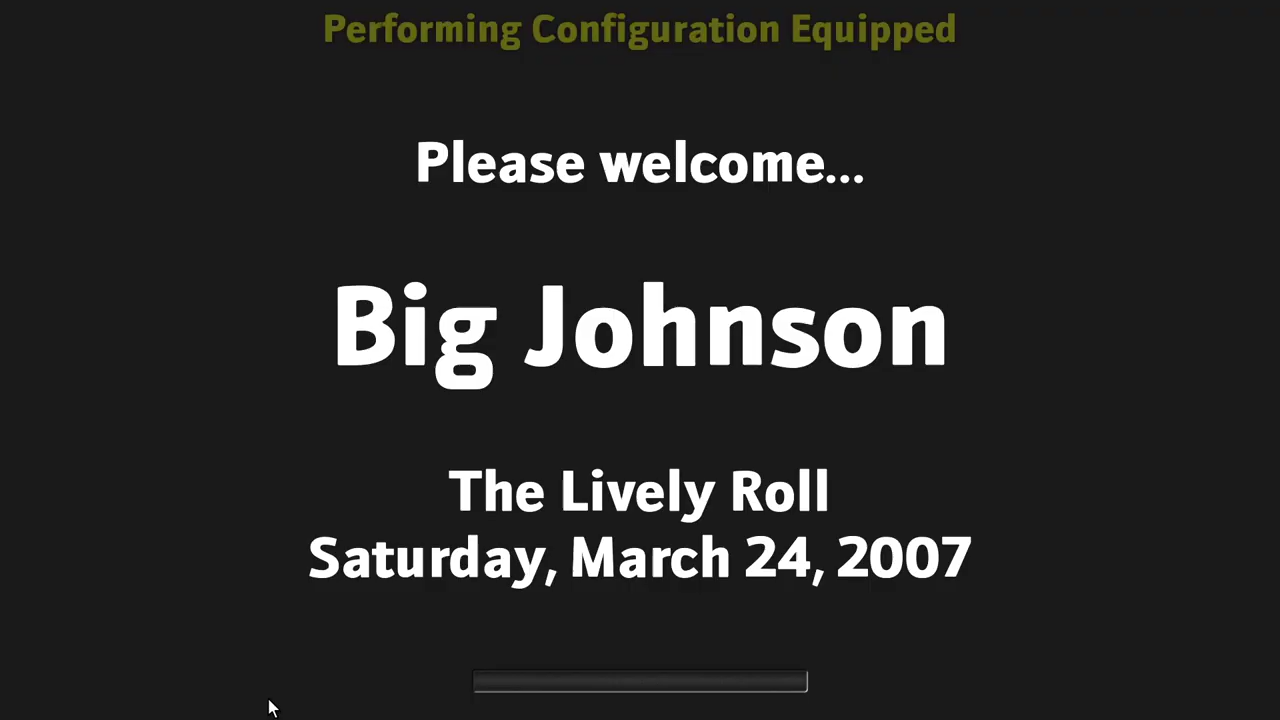 Performing Configuration Equipped
Please welcome...
Big Johnson
The Lively Roll
Saturday, March 24, 2007